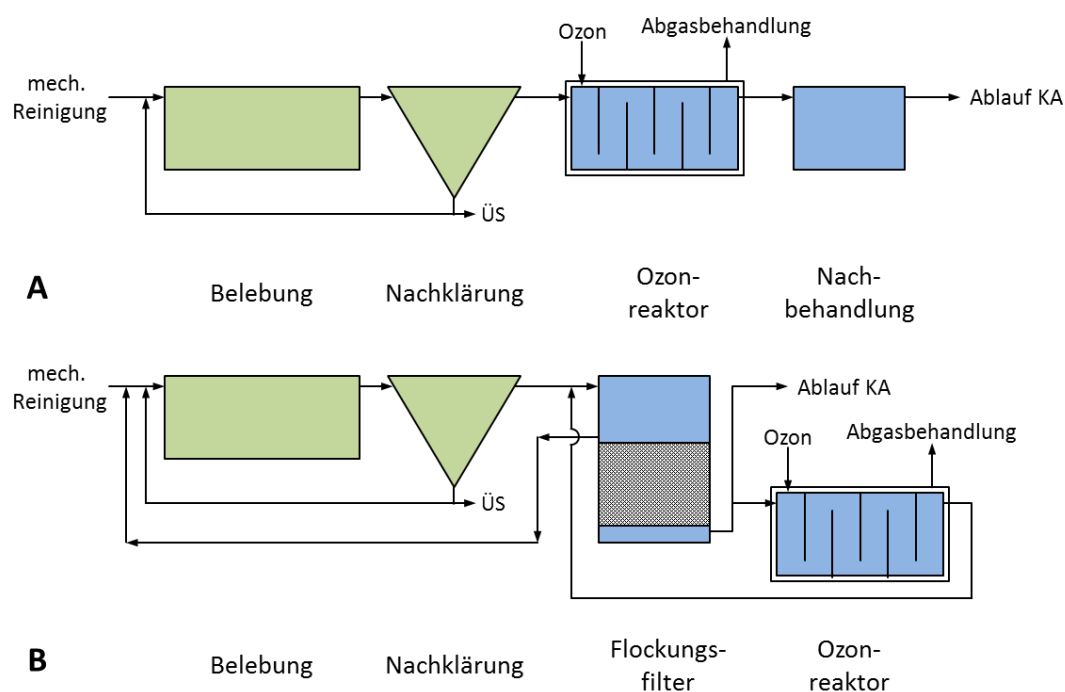 Ozon
Abgasbehandlung
mech.
Reinigung
Ablauf KA
ÜS
A
Belebung
Nachklärung
Ozon-
reaktor
Nach-
behandlung
mech.
Reinigung
Ablauf KA
Ozon
Abgasbehandlung
ÜS
B
Belebung
Nachklärung
Flockungs-
filter
Ozon-
reaktor